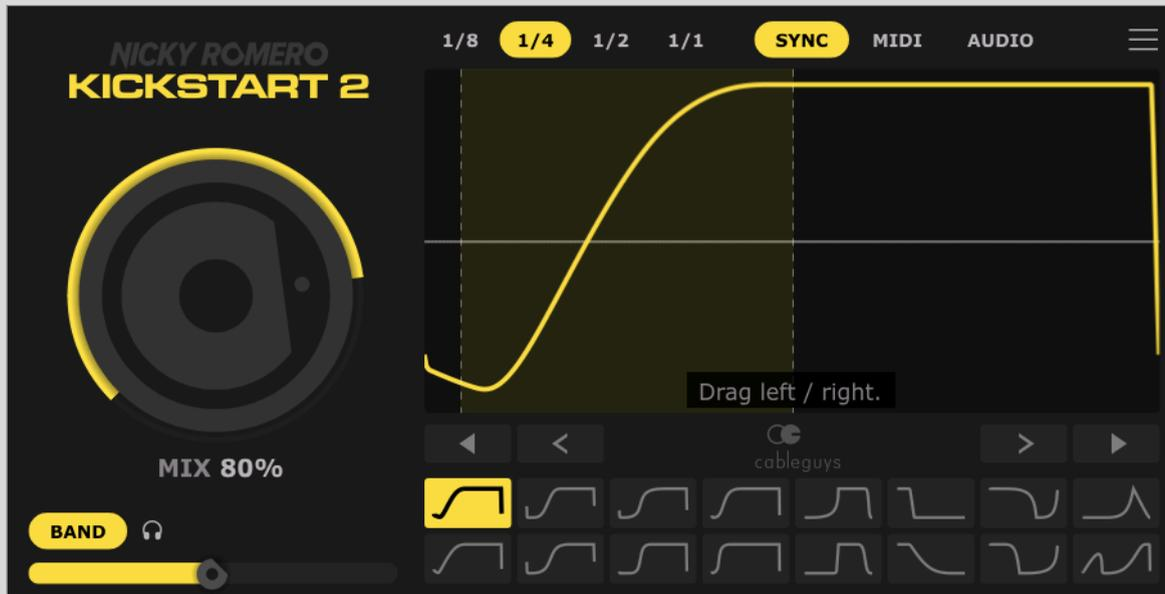 NICKY ROMERO
KICKSTART 2
1/8 1/4 1/2 1/1 SYNC MIDI AUDIO
Drag left / right.
cableguys
MIX 80%
BAND